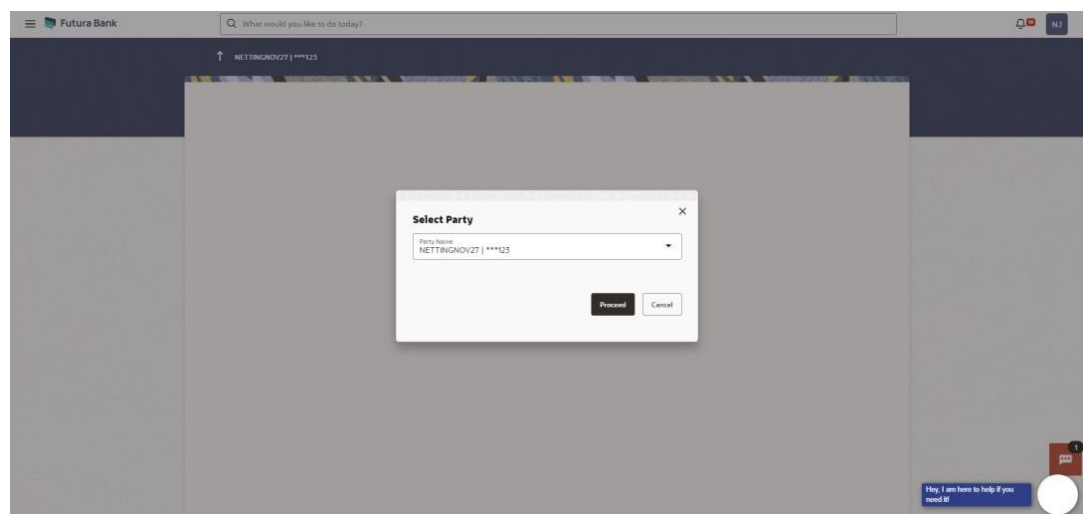 Futura Bank
What would you like to do today?
NJ
NETTINGNOV27 | ***123
Select Party
Party Name
NETTINGNOV27 | ***123
Proceed
Cancel
1
Hey, I am here to help if you
need it!